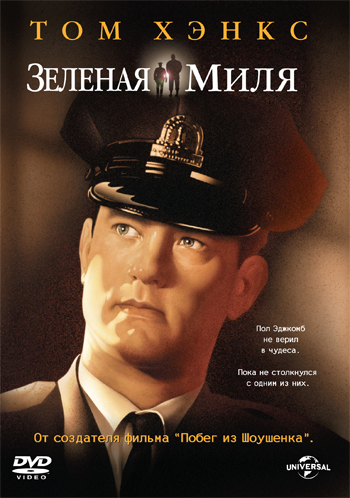 ТОМ ХЭНКС
ЗЕЛЕНАЯ МИЛЯ
Пол Эджкомб
не верил
в чудеса.
Пока не столкнулся
с одним из них.
От создателя фильма "Побег из Шоушенка".
DVD
VIDEO
UNIVERSAL